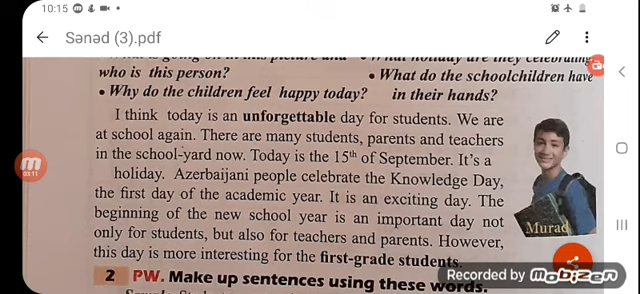 10:15
Sənəd (3).pdf
who is this person?
• What do the schoolchildren have
• Why do the children feel happy today?
in their hands?
I think today is an unforgettable day for students. We are
at school again. There are many students, parents and teachers
in the school-yard now. Today is the 15th of September. It's a
holiday. Azerbaijani people celebrate the Knowledge Day,
the first day of the academic year. It is an exciting day. The
beginning of the new school year is an important day not
only for students, but also for teachers and parents. However,
this day is more interesting for the first-grade students.
Murad
03:11
2 PW. Make up sentences using these words.
Recorded by mobizen